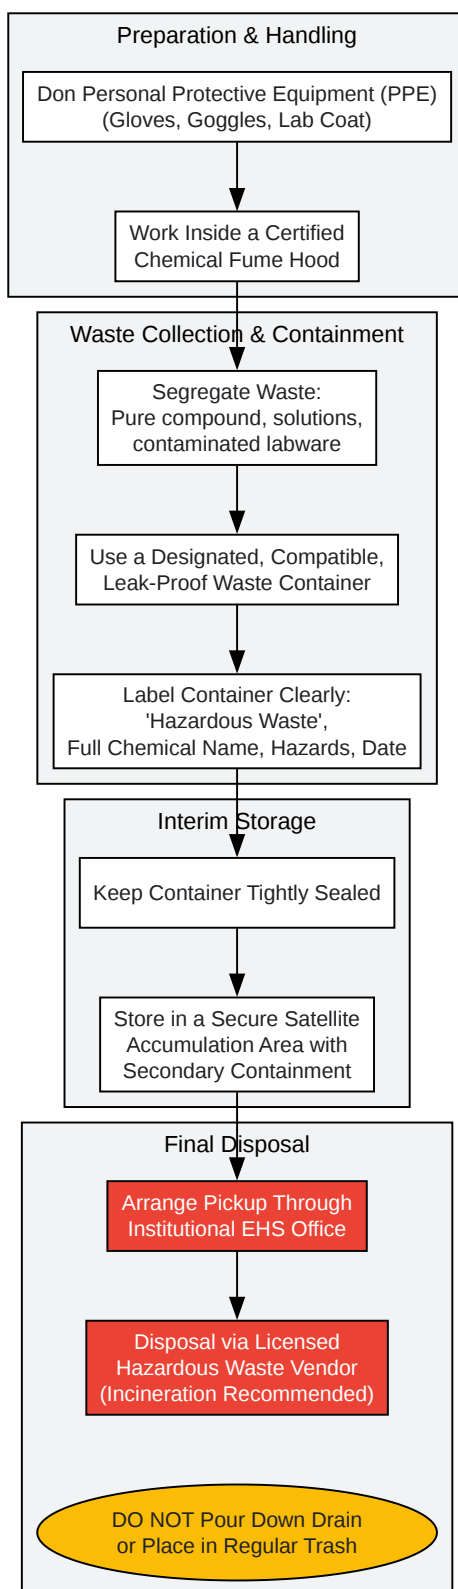 Preparation & Handling
Don Personal Protective Equipment (PPE)
(Gloves, Goggles, Lab Coat)
Work Inside a Certified
Chemical Fume Hood
Waste Collection & Containment
Segregate Waste:
Pure compound, solutions,
contaminated labware
Use a Designated, Compatible,
Leak-Proof Waste Container
Label Container Clearly:
'Hazardous Waste',
Full Chemical Name, Hazards, Date
Interim Storage
Keep Container Tightly Sealed
Store in a Secure Satellite
Accumulation Area with
Secondary Containment
Final Disposal
Arrange Pickup Through
Institutional EHS Office
Disposal via Licensed
Hazardous Waste Vendor
(Incineration Recommended)
DO NOT Pour Down Drain
or Place in Regular Trash